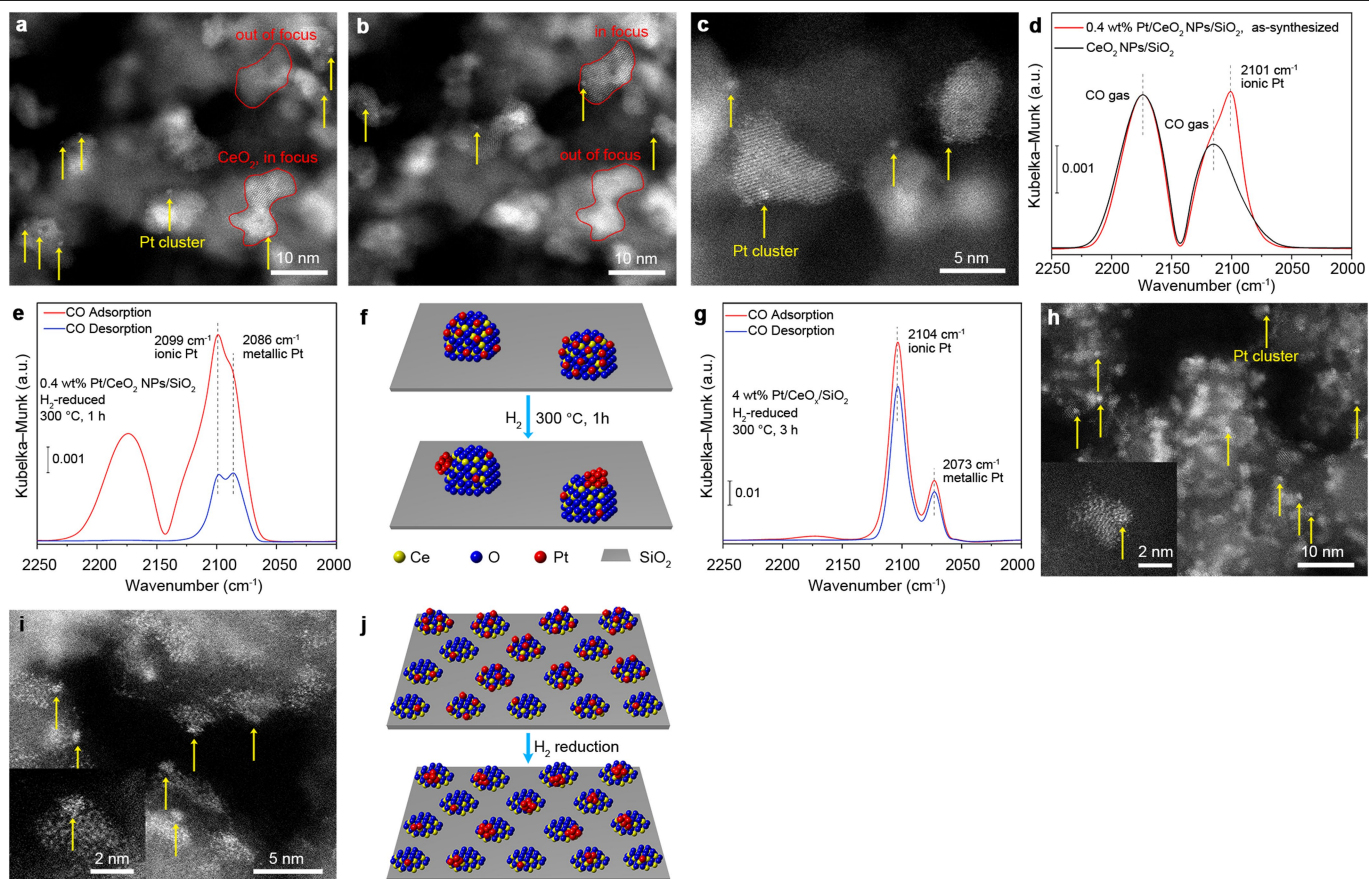 a
out of focus
CeO2, in focus
Pt cluster
10 nm
b
in focus
out of focus
10 nm
c
Pt cluster
5 nm
d
0.4 wt% Pt/CeO2 NPs/SiO2, as-synthesized
CeO2 NPs/SiO2
2101 cm-1
ionic Pt
CO gas
CO gas
0.001
Kubelka–Munk (a.u.)
2250 2200 2150 2100 2050 2000
Wavenumber (cm-1)
e
CO Adsorption
CO Desorption
2099 cm-1
ionic Pt
2086 cm-1
metallic Pt
0.4 wt% Pt/CeO2 NPs/SiO2
H2-reduced
300 °C, 1 h
0.001
Kubelka–Munk (a.u.)
2250 2200 2150 2100 2050 2000
Wavenumber (cm-1)
f
H2 300 °C, 1h
Ce O Pt SiO2
g
CO Adsorption
CO Desorption
2104 cm-1
ionic Pt
4 wt% Pt/CeOx/SiO2
H2-reduced
300 °C, 3 h
2073 cm-1
metallic Pt
0.01
Kubelka–Munk (a.u.)
2250 2200 2150 2100 2050 2000
Wavenumber (cm-1)
h
Pt cluster
2 nm
10 nm
i
2 nm
5 nm
j
H2 reduction